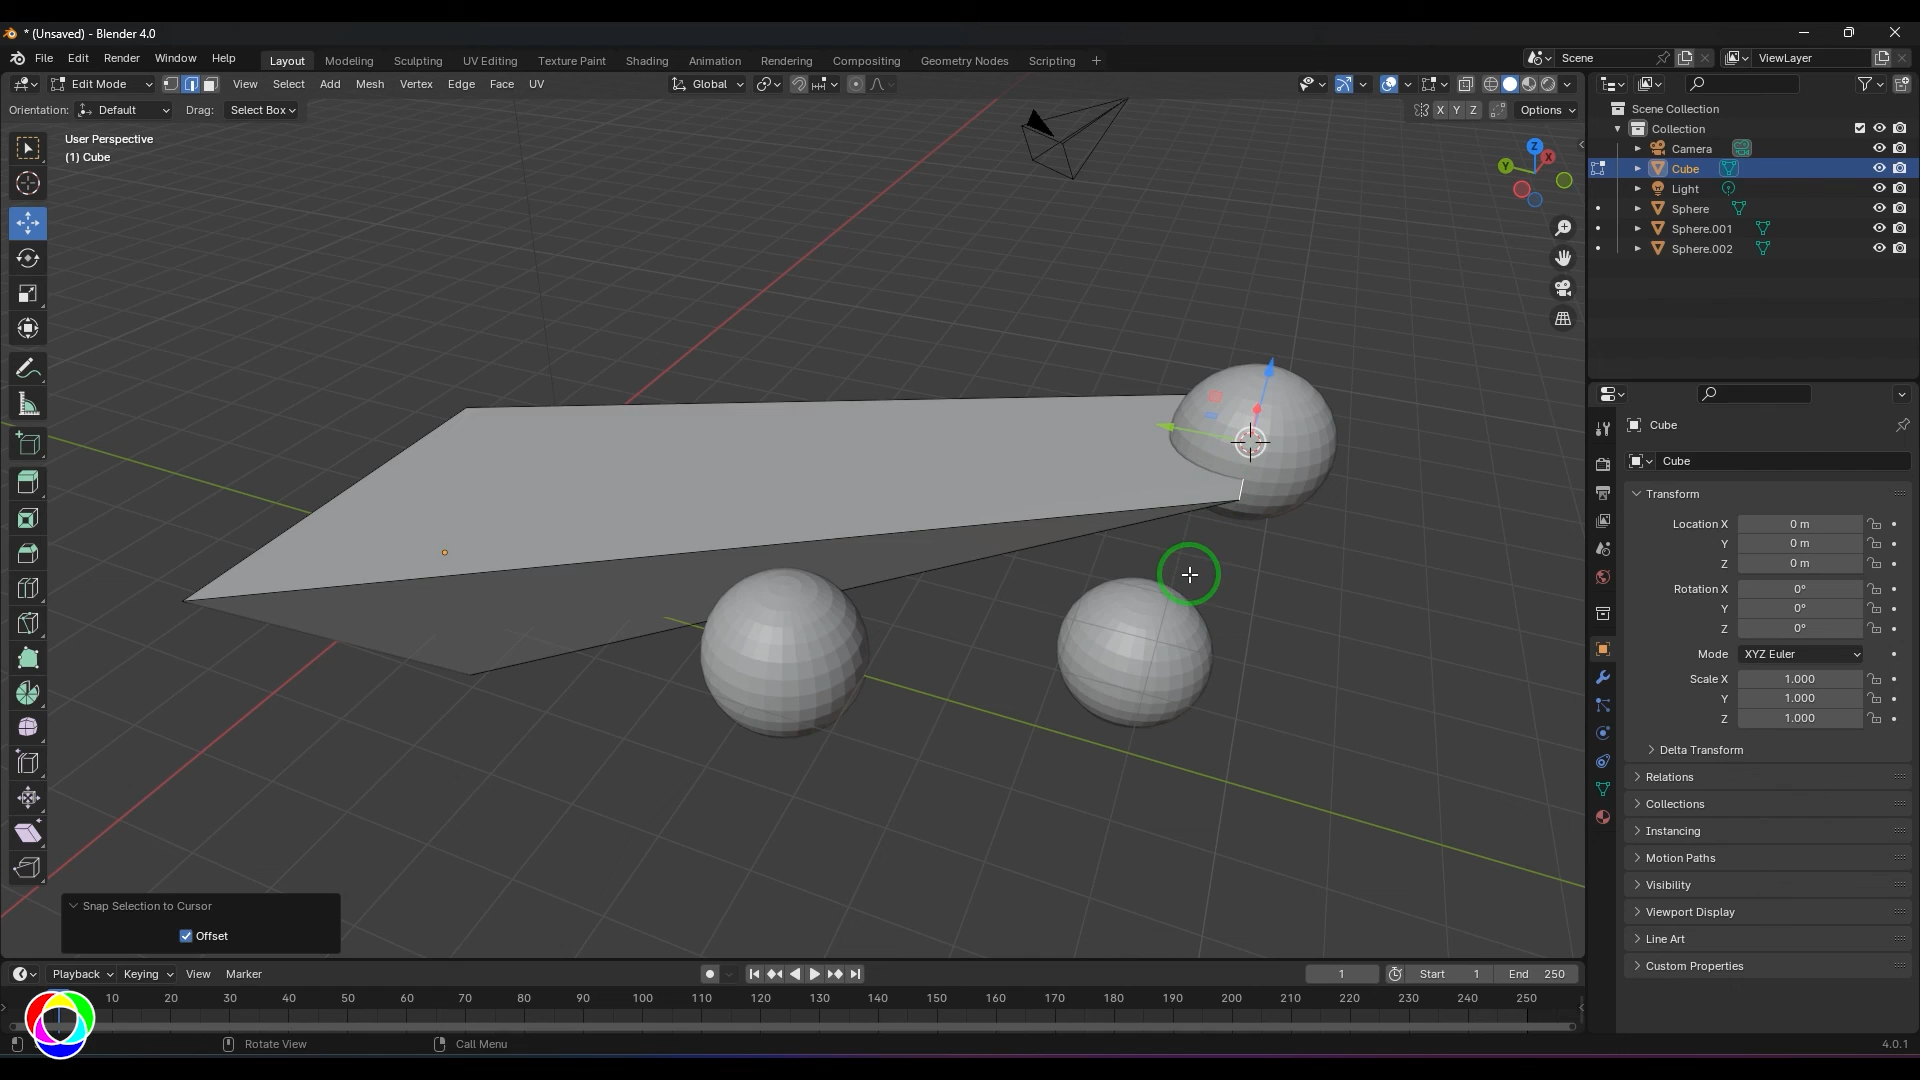 * (Unsaved) - Blender 4.0
File Edit Render Window Help Layout Modeling Sculpting UV Editing Texture Paint Shading Animation Rendering Compositing Geometry Nodes Scripting + Scene ViewLayer
Edit Mode View Select Add Mesh Vertex Edge Face UV Global
Orientation: Default Drag: Select Box X Y Z Options
User Perspective
(1) Cube
Z
X
Y
Scene Collection
Collection
Camera
Cube
Light
Sphere
Sphere.001
Sphere.002
Cube
Cube
Transform
Location X 0 m
Y 0 m
Z 0 m
Rotation X 0°
Y 0°
Z 0°
Mode XYZ Euler
Scale X 1.000
Y 1.000
Z 1.000
Delta Transform
Relations
Collections
Instancing
Motion Paths
Visibility
Viewport Display
Line Art
Custom Properties
Snap Selection to Cursor
Offset
Playback Keying View Marker 1 Start 1 End 250
10 20 30 40 50 60 70 80 90 100 110 120 130 140 150 160 170 180 190 200 210 220 230 240 250
Rotate View Call Menu 4.0.1